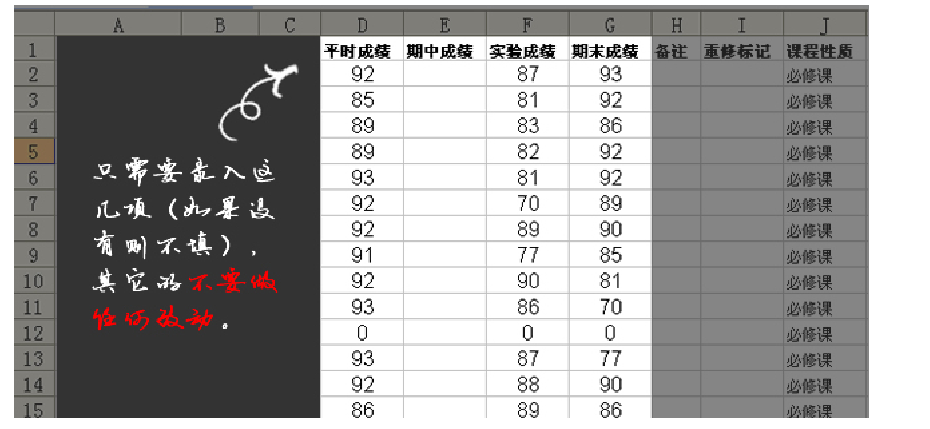 A B C D E F G H I J
1 平时成绩 期中成绩 实验成绩 期末成绩 备注 重修标记 课程性质
2 92 87 93 必修课
3 85 81 92 必修课
4 89 83 86 必修课
5 89 82 92 必修课
6 93 81 92 必修课
7 92 70 89 必修课
8 92 89 90 必修课
9 91 77 85 必修课
10 92 90 81 必修课
11 93 86 70 必修课
12 0 0 0 必修课
13 93 87 77 必修课
14 92 88 90 必修课
15 86 89 86 必修课
只需要录入这
几项（如果没
有则不填），
其它的不要做
任何改动。